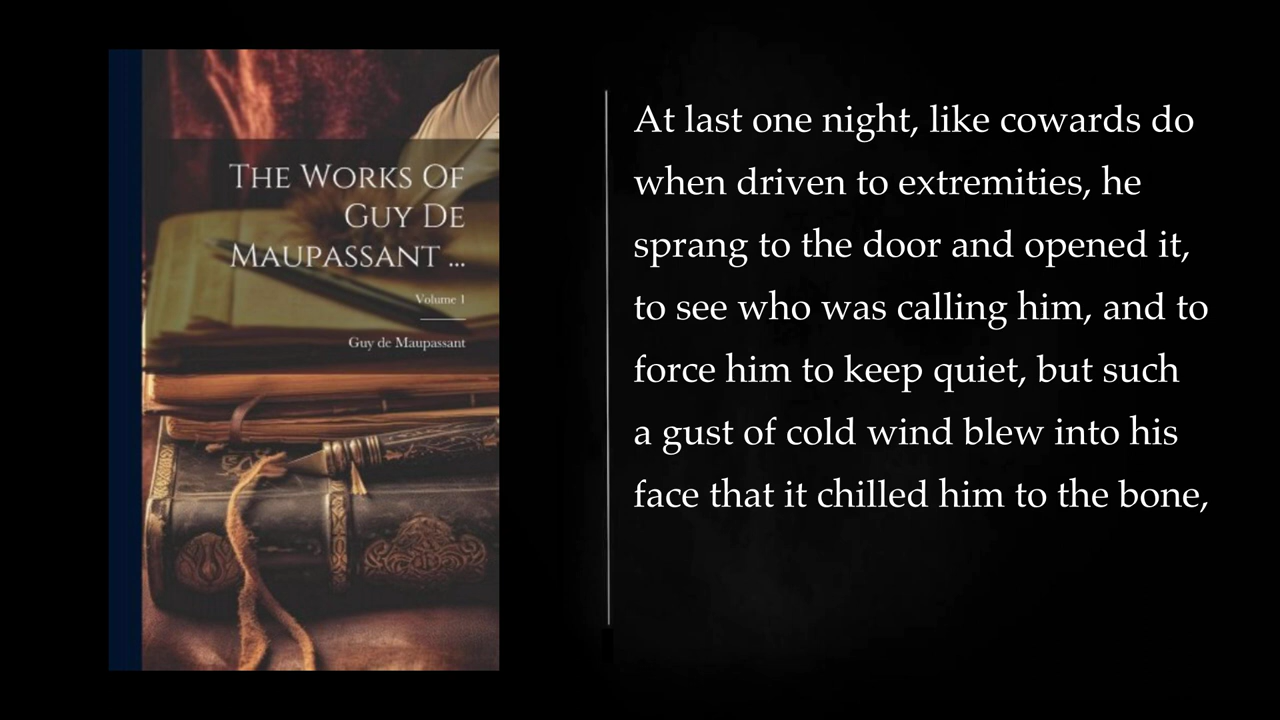 THE WORKS OF
GUY DE
MAUPASSANT ...
Volume 1
Guy de Maupassant
At last one night, like cowards do
when driven to extremities, he
sprang to the door and opened it,
to see who was calling him, and to
force him to keep quiet, but such
a gust of cold wind blew into his
face that it chilled him to the bone,